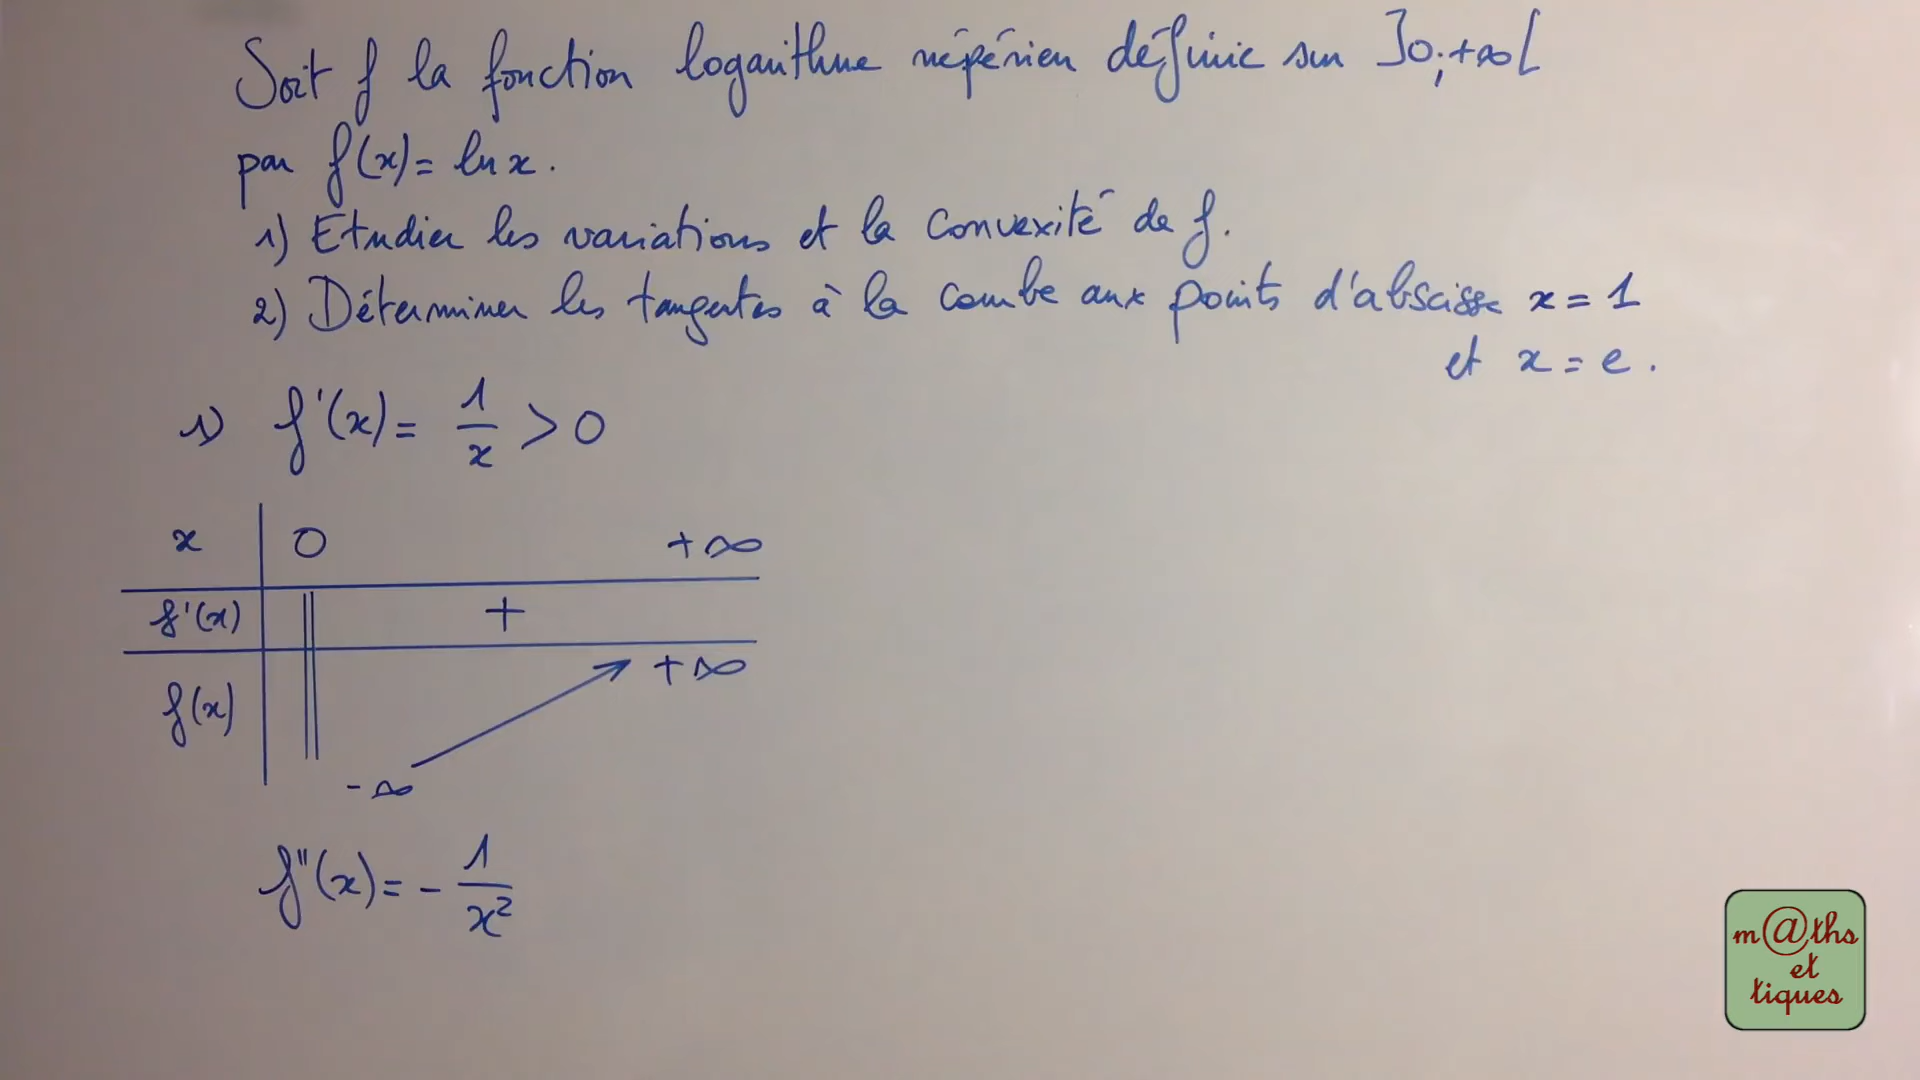 Soit f la fonction logarithme népérien définie sur ]0;+∞[
par f(x) = ln x.
1) Etudier les variations et la convexité de f.
2) Déterminer les tangentes à la courbe aux points d'abscisse x = 1
et x = e.
1) f'(x) = 1/x > 0
x 0 +∞
f'(x) +
f(x) -∞ +∞
f''(x) = - 1/x²
m@ths
et
tiques